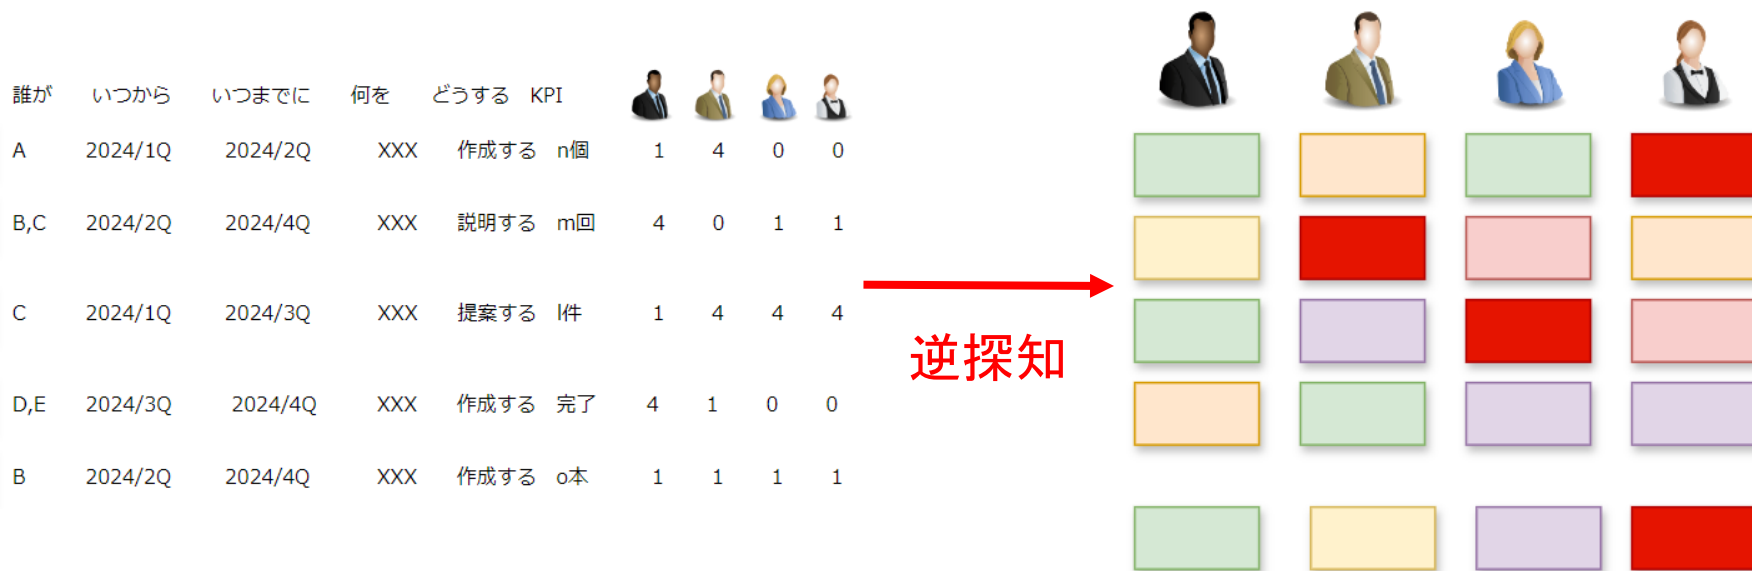 誰が いつから いつまでに 何を どうする KPI
A 2024/1Q 2024/2Q XXX 作成する n個 1 4 0 0
B,C 2024/2Q 2024/4Q XXX 説明する m回 4 0 1 1
C 2024/1Q 2024/3Q XXX 提案する l件 1 4 4 4
逆探知
D,E 2024/3Q 2024/4Q XXX 作成する 完了 4 1 0 0
B 2024/2Q 2024/4Q XXX 作成する o本 1 1 1 1